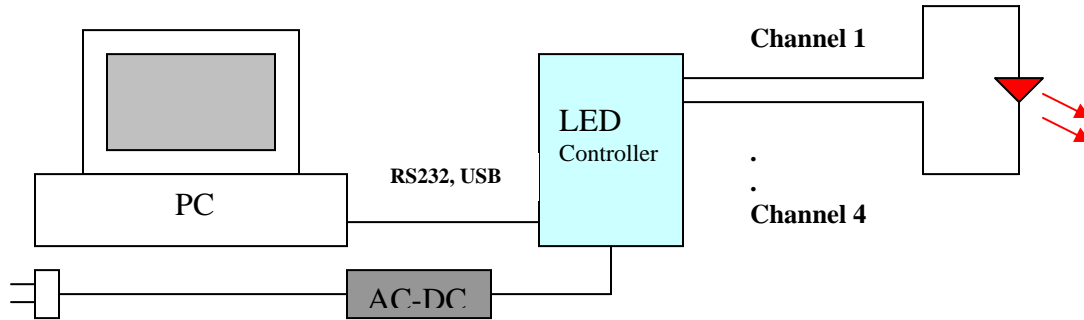 Channel 1
LED
Controller
RS232, USB
.
.
PC
Channel 4
AC-DC